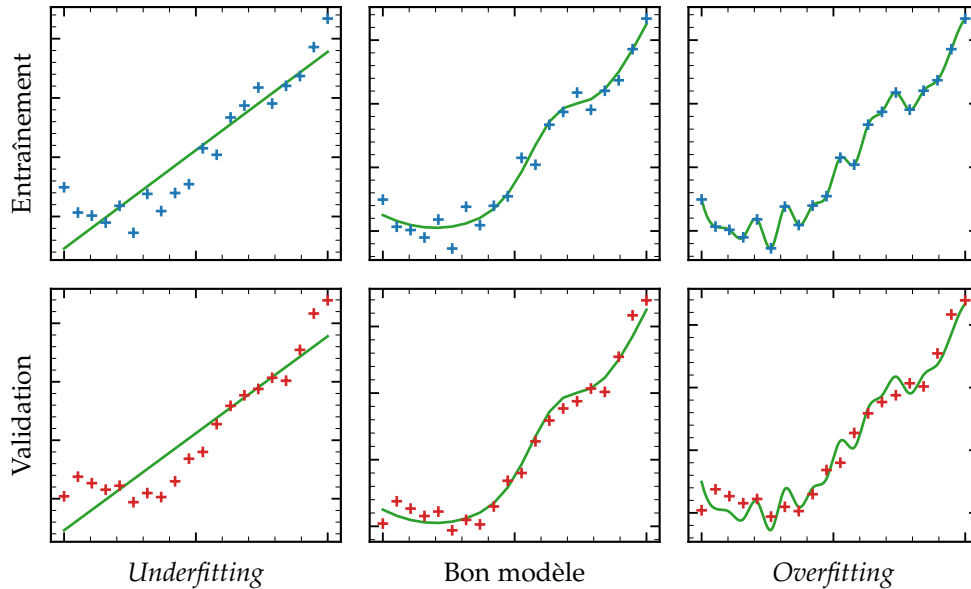 Entraînement
Validation
Underfitting
Bon modèle
Overfitting